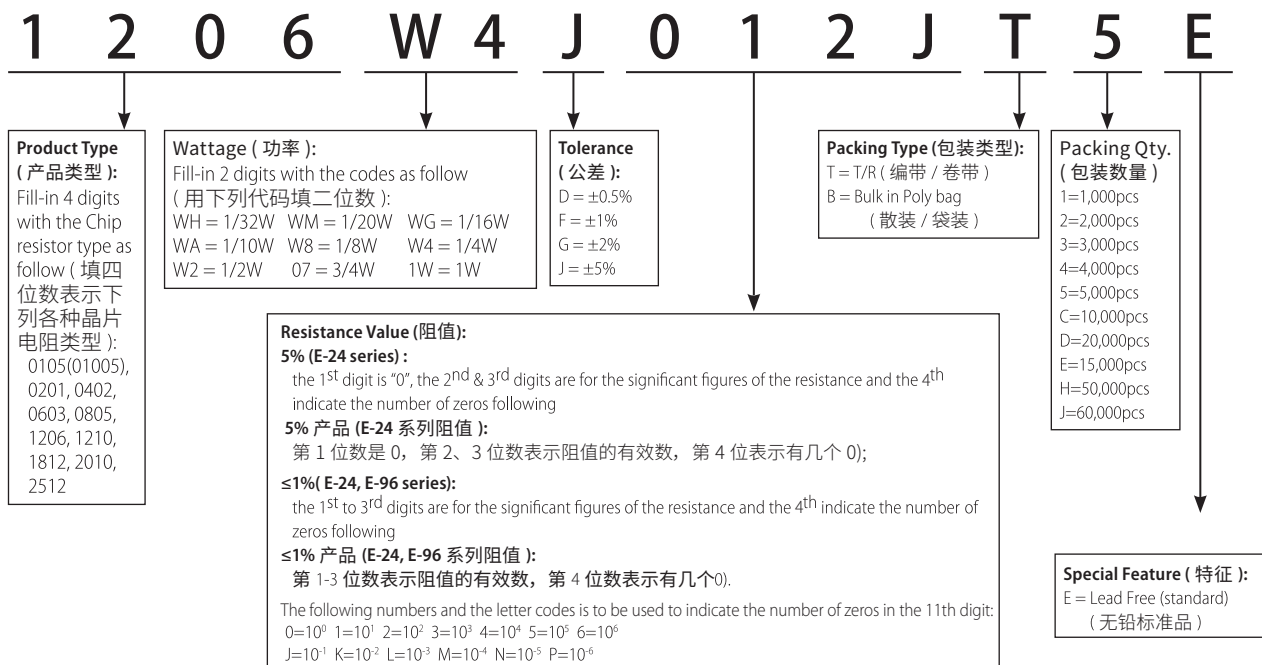 1 2 0 6 W 4 J 0 1 2 J T 5 E
Product Type
( 产品类型 ):
Fill-in 4 digits
with the Chip
resistor type as
follow ( 填四
位数表示下
列各种晶片
电阻类型 ):
0105(01005),
0201, 0402,
0603, 0805,
1206, 1210,
1812, 2010,
2512
Wattage ( 功率 ):
Fill-in 2 digits with the codes as follow
( 用下列代码填二位数 ):
WH = 1/32W WM = 1/20W WG = 1/16W
WA = 1/10W W8 = 1/8W W4 = 1/4W
W2 = 1/2W 07 = 3/4W 1W = 1W
Tolerance
( 公差 ):
D = ±0.5%
F = ±1%
G = ±2%
J = ±5%
Packing Type (包装类型):
T = T/R ( 编带 / 卷带 )
B = Bulk in Poly bag
( 散装 / 袋装 )
Packing Qty.
( 包装数量 )
1=1,000pcs
2=2,000pcs
3=3,000pcs
4=4,000pcs
5=5,000pcs
C=10,000pcs
D=20,000pcs
E=15,000pcs
H=50,000pcs
J=60,000pcs
Resistance Value (阻值):
5% (E-24 series) :
the 1st digit is “0”, the 2nd & 3rd digits are for the significant figures of the resistance and the 4th
indicate the number of zeros following
5% 产品 (E-24 系列阻值 ):
第 1 位数是 0，第 2、3 位数表示阻值的有效数，第 4 位表示有几个 0);
≤1%( E-24, E-96 series):
the 1st to 3rd digits are for the significant figures of the resistance and the 4th indicate the number of
zeros following
≤1% 产品 (E-24, E-96 系列阻值 ):
第 1-3 位数表示阻值的有效数，第 4 位数表示有几个0).
The following numbers and the letter codes is to be used to indicate the number of zeros in the 11th digit:
0=10⁰ 1=10¹ 2=10² 3=10³ 4=10⁴ 5=10⁵ 6=10⁶
J=10⁻¹ K=10⁻² L=10⁻³ M=10⁻⁴ N=10⁻⁵ P=10⁻⁶
Special Feature ( 特征 ):
E = Lead Free (standard)
( 无铅标准品 )